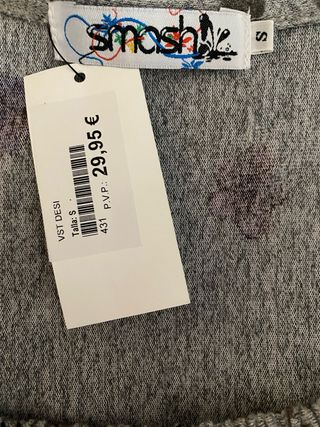 smash!
S
VST DESI
Talla: S
431 P.V.P.: 29,95 €